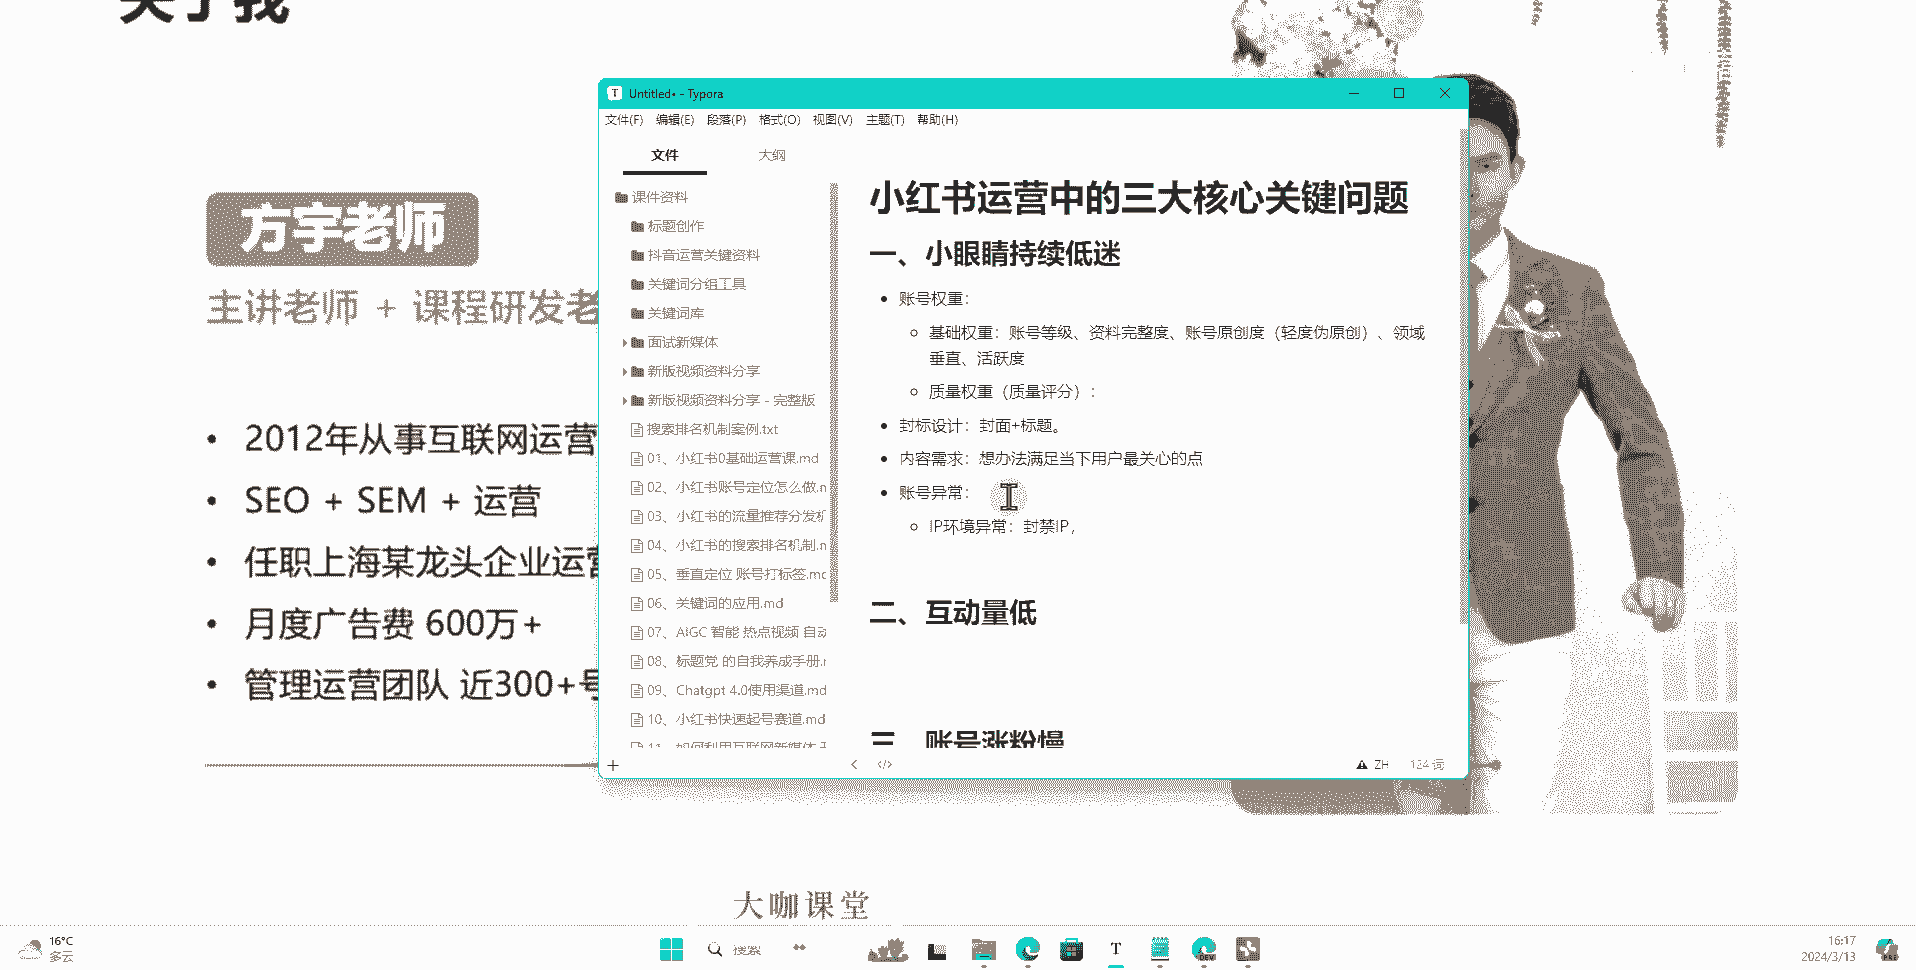 关于我
方宇老师
主讲老师 + 课程研发老
2012年从事互联网运营
SEO + SEM + 运营
任职上海某龙头企业运营
月度广告费 600万+
管理运营团队 近300+号
大咖课堂
Untitled• - Typora
文件(F) 编辑(E) 段落(P) 格式(O) 视图(V) 主题(T) 帮助(H)
文件 大纲
课件资料
标题创作
抖音运营关键资料
关键词分组工具
关键词库
面试新媒体
新版视频资料分享
新版视频资料分享 - 完整版
搜索排名机制案例.txt
01、小红书0基础运营课.md
02、小红书账号定位怎么做.m
03、小红书的流量推荐分发机
04、小红书的搜索排名机制.m
05、垂直定位 账号打标签.md
06、关键词的应用.md
07、AIGC 智能 热点视频 自动
08、标题党 的自我养成手册.m
09、Chatgpt 4.0使用渠道.md
10、小红书快速起号赛道.md
11、如何利用互联网新媒体
小红书运营中的三大核心关键问题
一、小眼睛持续低迷
账号权重：
基础权重：账号等级、资料完整度、账号原创度（轻度伪原创）、领域
垂直、活跃度
质量权重（质量评分）：
封标设计：封面+标题。
内容需求：想办法满足当下用户最关心的点
账号异常：
IP环境异常：封禁IP，
二、互动量低
三、账号涨粉慢
ZH 124 词
16°C
多云
搜索
DEV
16:17
2024/3/13
PRE